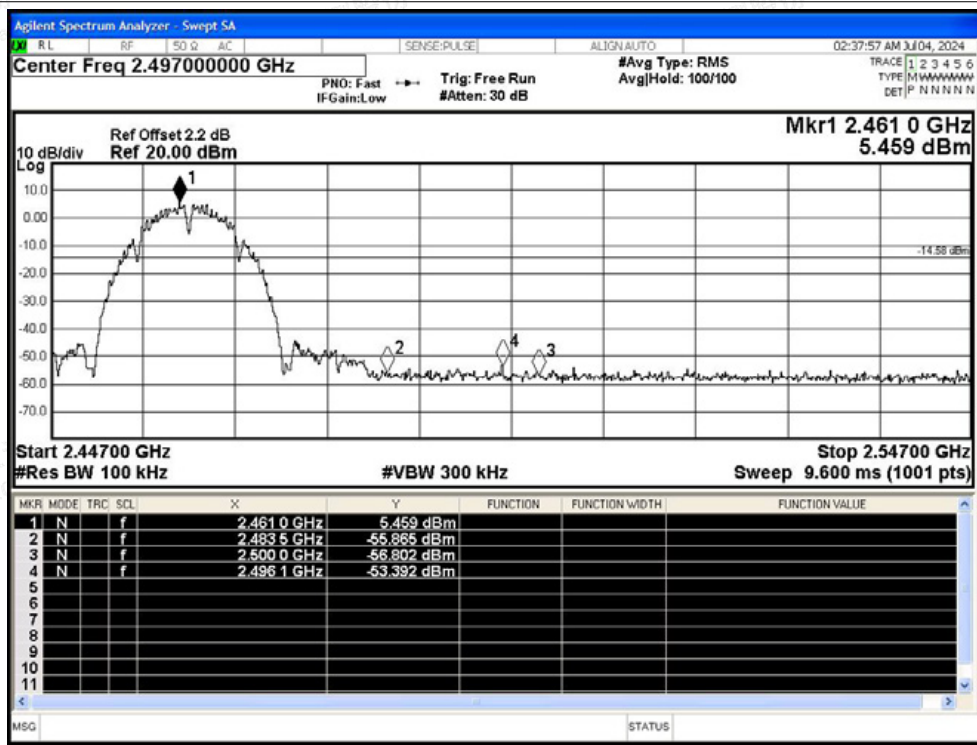 Agilent Spectrum Analyzer - Swept SA
RL RF 50 Ω AC SENSE:PULSE ALIGN AUTO 02:37:57 AM Jul 04, 2024
Center Freq 2.497000000 GHz #Avg Type: RMS TRACE 1 2 3 4 5 6
PNO: Fast Trig: Free Run Avg|Hold: 100/100 TYPE MWWWWW
IFGain:Low #Atten: 30 dB DET P N N N N N
Mkr1 2.461 0 GHz
Ref Offset 2.2 dB
10 dB/div Ref 20.00 dBm 5.459 dBm
Log
1
10.0
0.00
-10.0
-14.58 dBm
-20.0
-30.0
-40.0
2 4 3
-50.0
-60.0
-70.0
Start 2.44700 GHz Stop 2.54700 GHz
#Res BW 100 kHz #VBW 300 kHz Sweep 9.600 ms (1001 pts)
MKR MODE TRC SCL X Y FUNCTION FUNCTION WIDTH FUNCTION VALUE
1 N f 2.461 0 GHz 5.459 dBm
2 N f 2.483 5 GHz -55.865 dBm
3 N f 2.500 0 GHz -56.802 dBm
4 N f 2.496 1 GHz -53.392 dBm
5
6
7
8
9
10
11
MSG STATUS